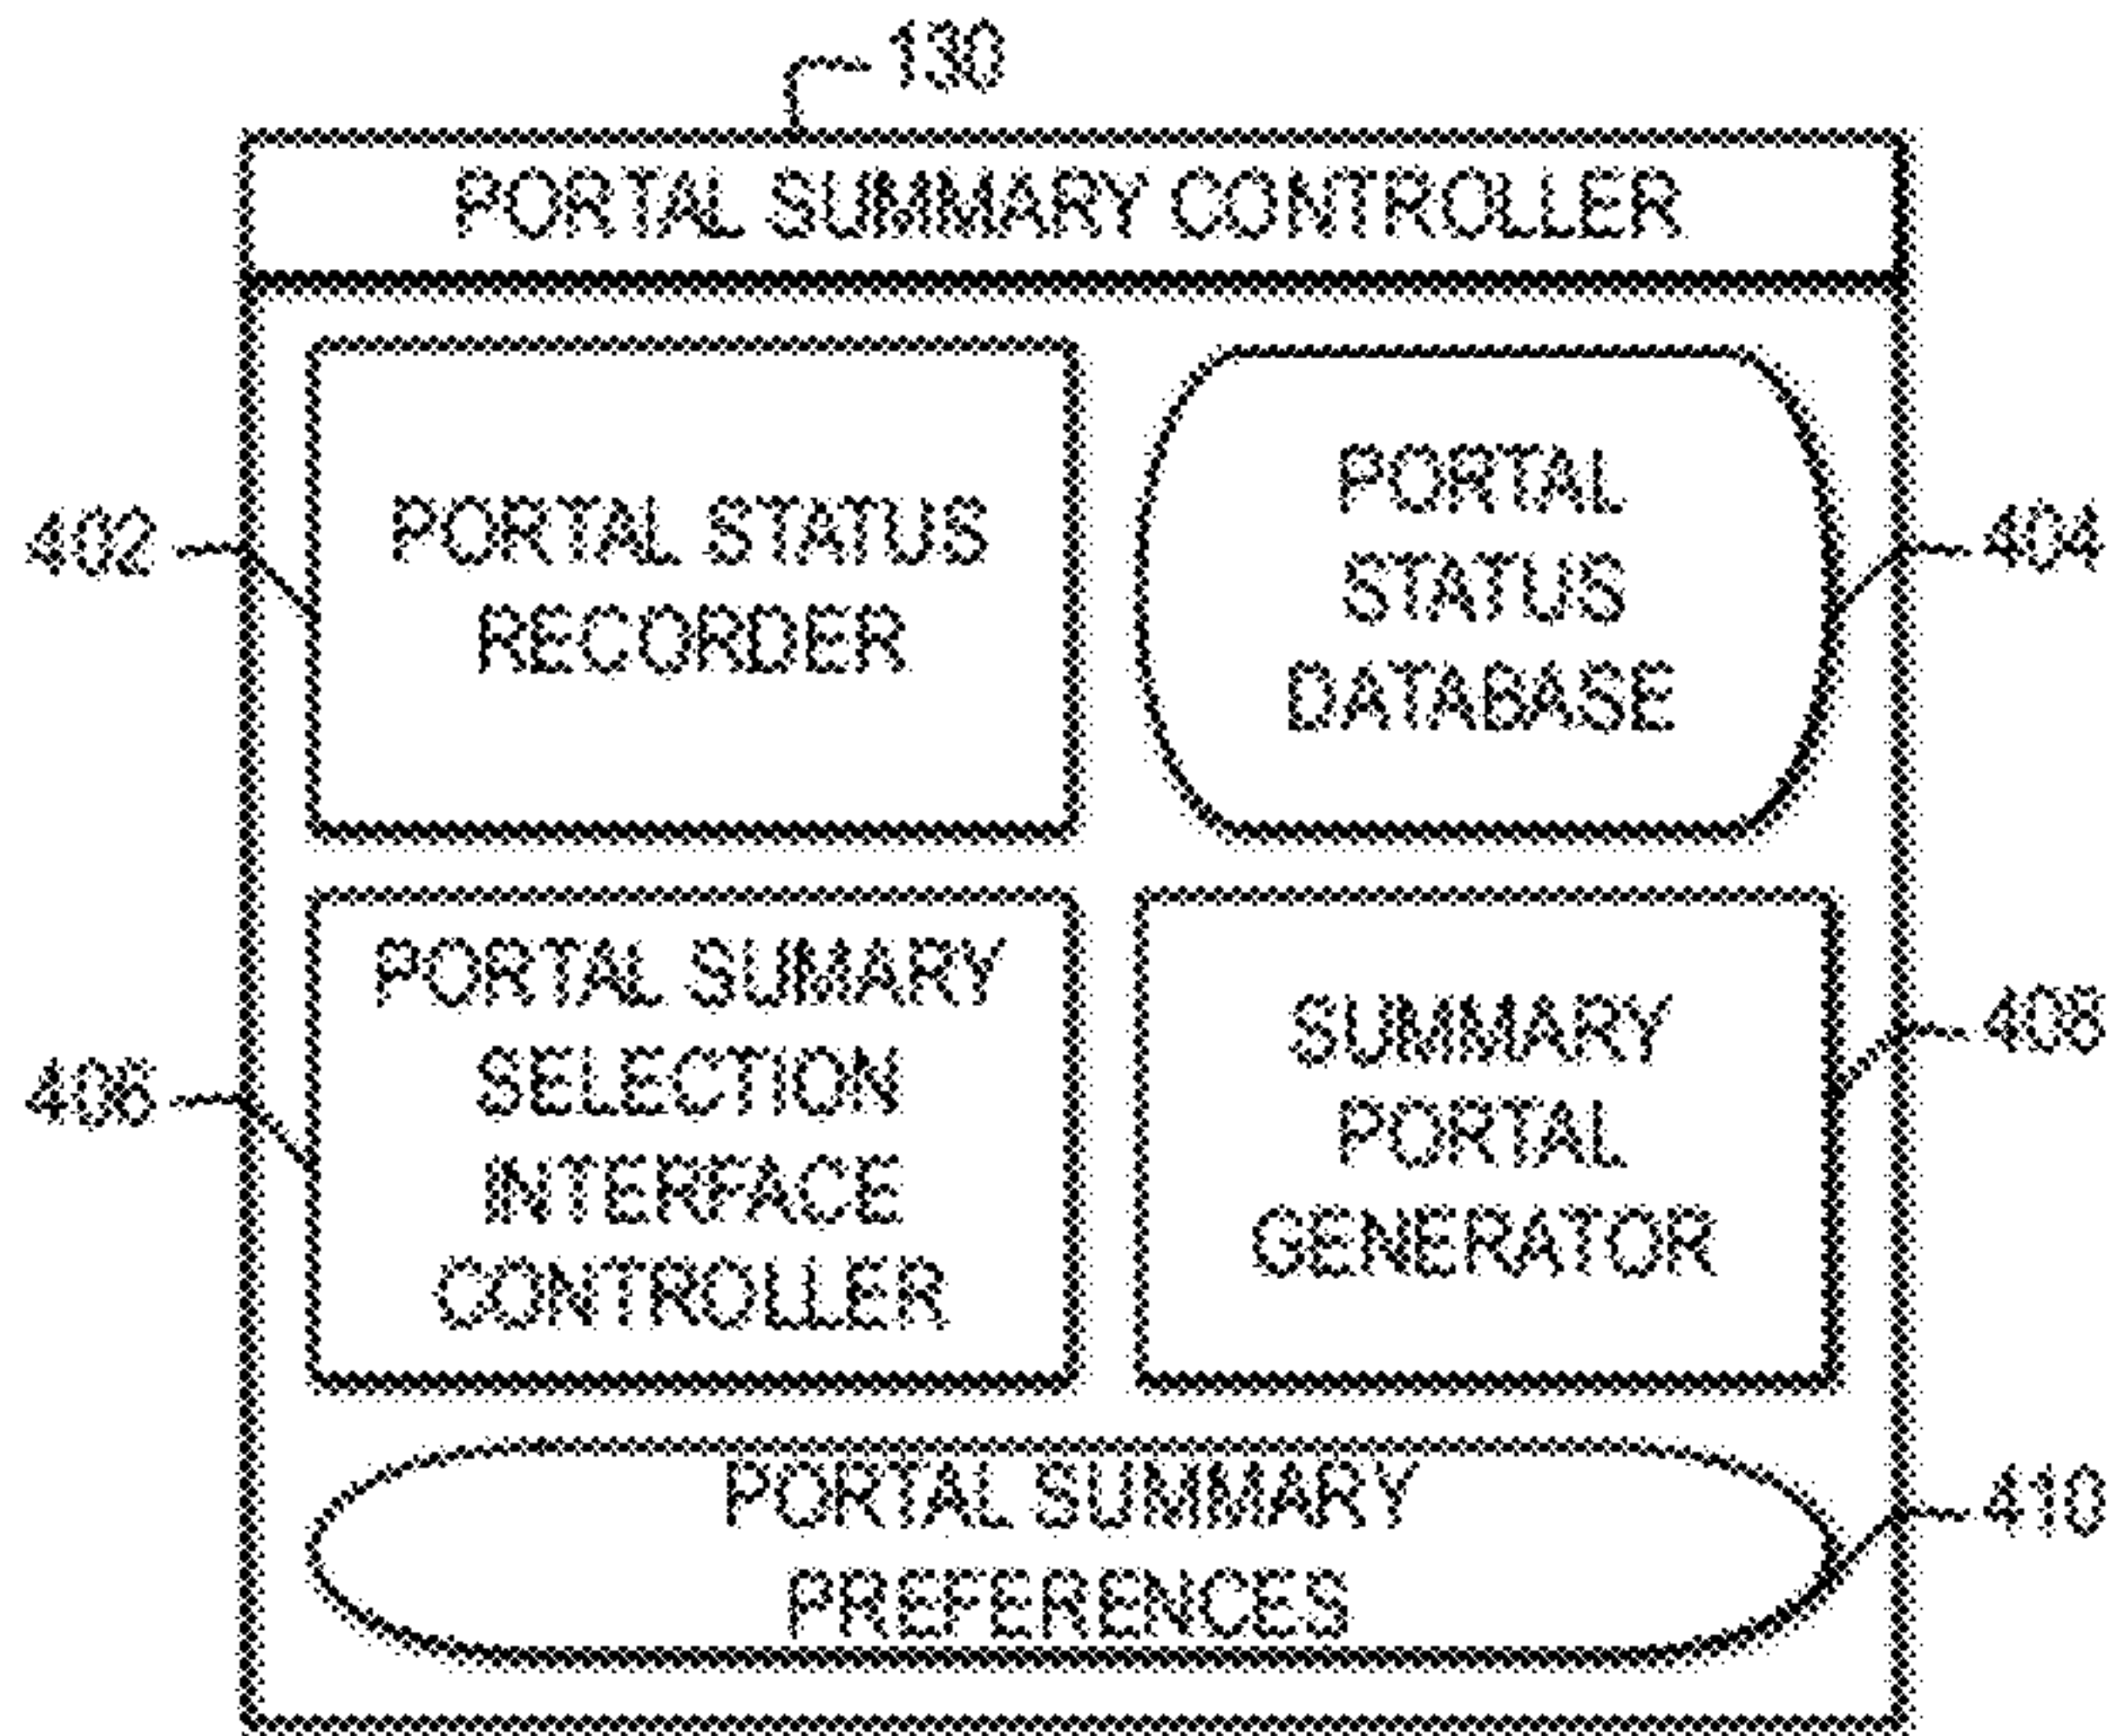 130
PORTAL SUMMARY CONTROLLER
402
PORTAL STATUS
RECORDER
PORTAL
STATUS
DATABASE
404
406
PORTAL SUMARY
SELECTION
INTERFACE
CONTROLLER
SUMMARY
PORTAL
GENERATOR
408
PORTAL SUMMARY
PREFERENCES
410